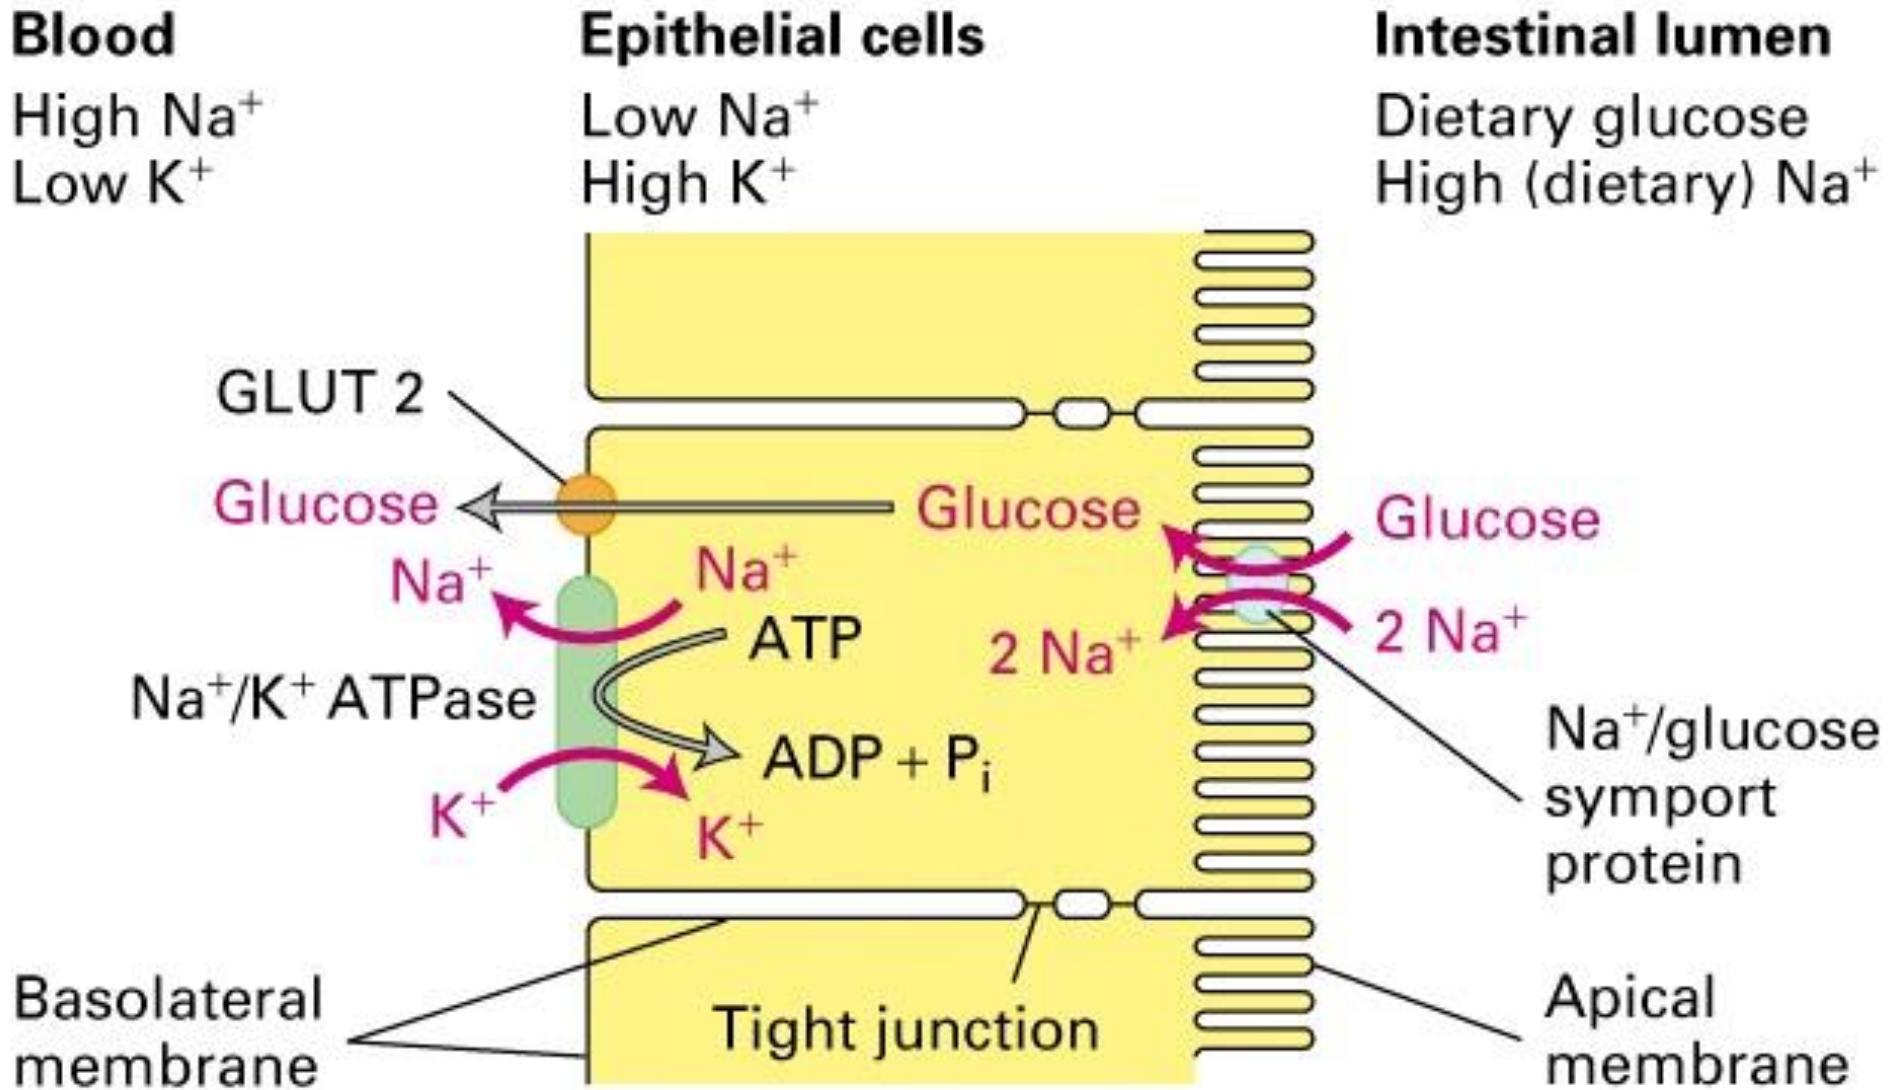 Blood
High Na⁺
Low K⁺
Epithelial cells
Low Na⁺
High K⁺
Intestinal lumen
Dietary glucose
High (dietary) Na⁺
GLUT 2
Glucose
Glucose
Glucose
Na⁺
Na⁺
ATP
2 Na⁺
2 Na⁺
Na⁺/K⁺ ATPase
ADP + Pᵢ
K⁺
K⁺
Na⁺/glucose
symport
protein
Basolateral
membrane
Tight junction
Apical
membrane